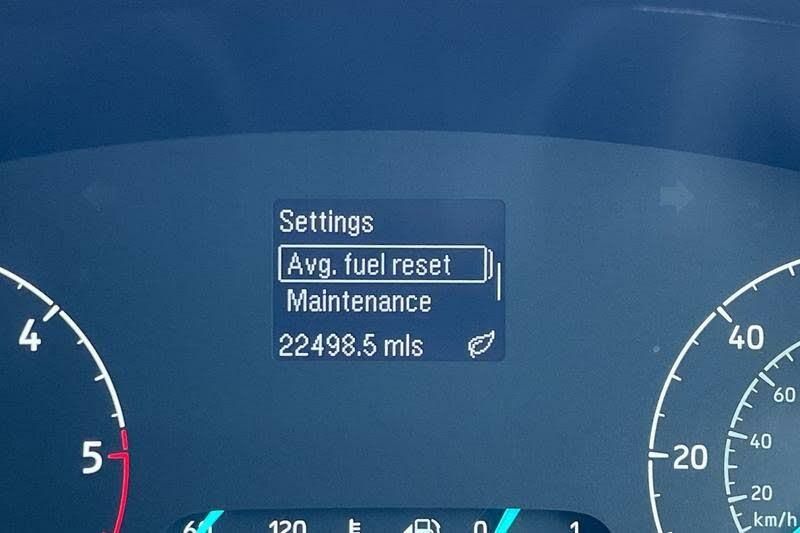 Settings
Avg. fuel reset
Maintenance
22498.5 mls
4
5
40
20
60
40
20
km/h
60
120
0
1